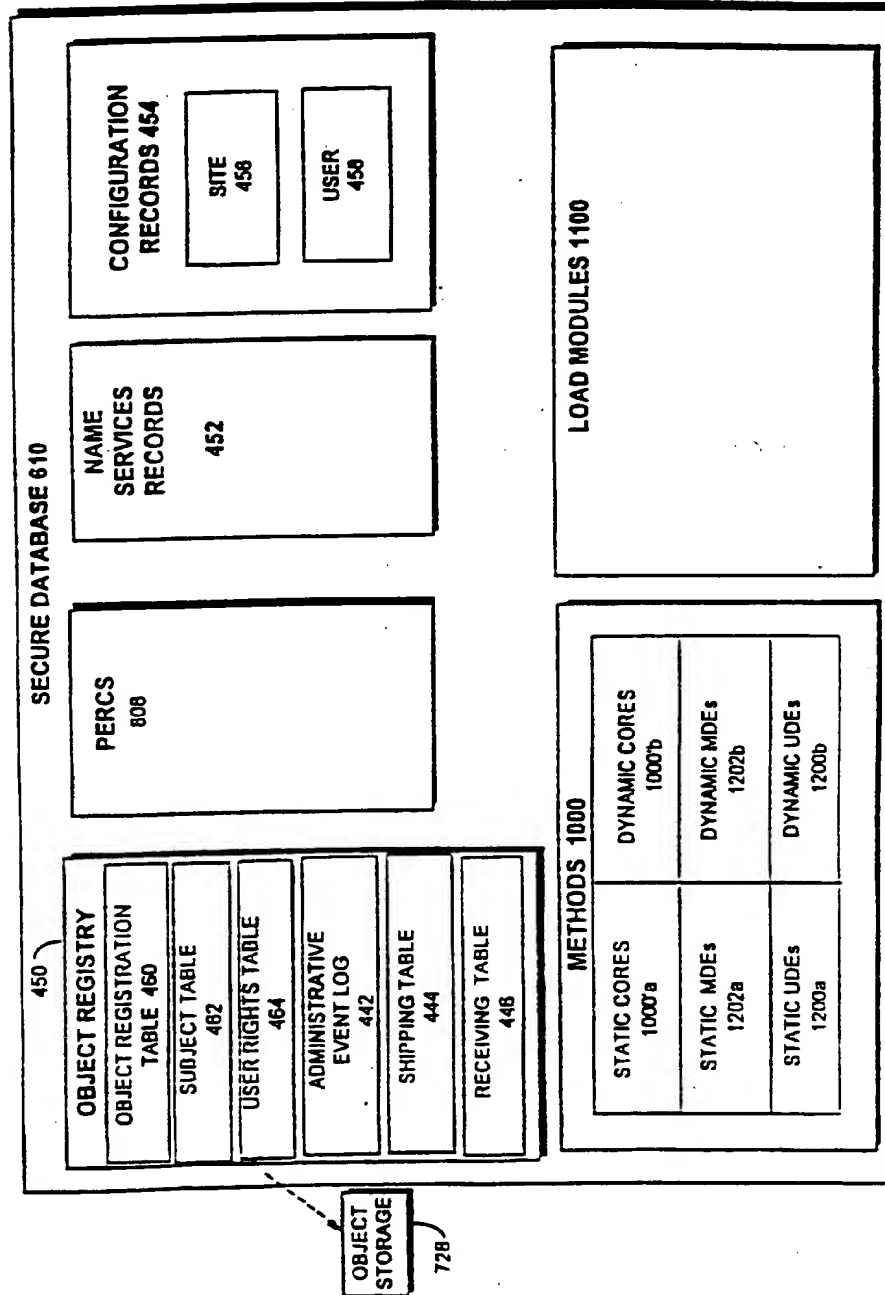 SECURE DATABASE 610
450
OBJECT REGISTRY
OBJECT REGISTRATION
TABLE 460
SUBJECT TABLE
462
USER RIGHTS TABLE
464
ADMINISTRATIVE
EVENT LOG
442
SHIPPING TABLE
444
RECEIVING TABLE
446
PERCS
808
NAME
SERVICES
RECORDS
452
CONFIGURATION
RECORDS 454
SITE
456
USER
458
OBJECT
STORAGE
728
METHODS 1000
STATIC CORES
1000'a
DYNAMIC CORES
1000'b
STATIC MDEs
1202a
DYNAMIC MDEs
1202b
STATIC UDEs
1200a
DYNAMIC UDEs
1200b
LOAD MODULES 1100